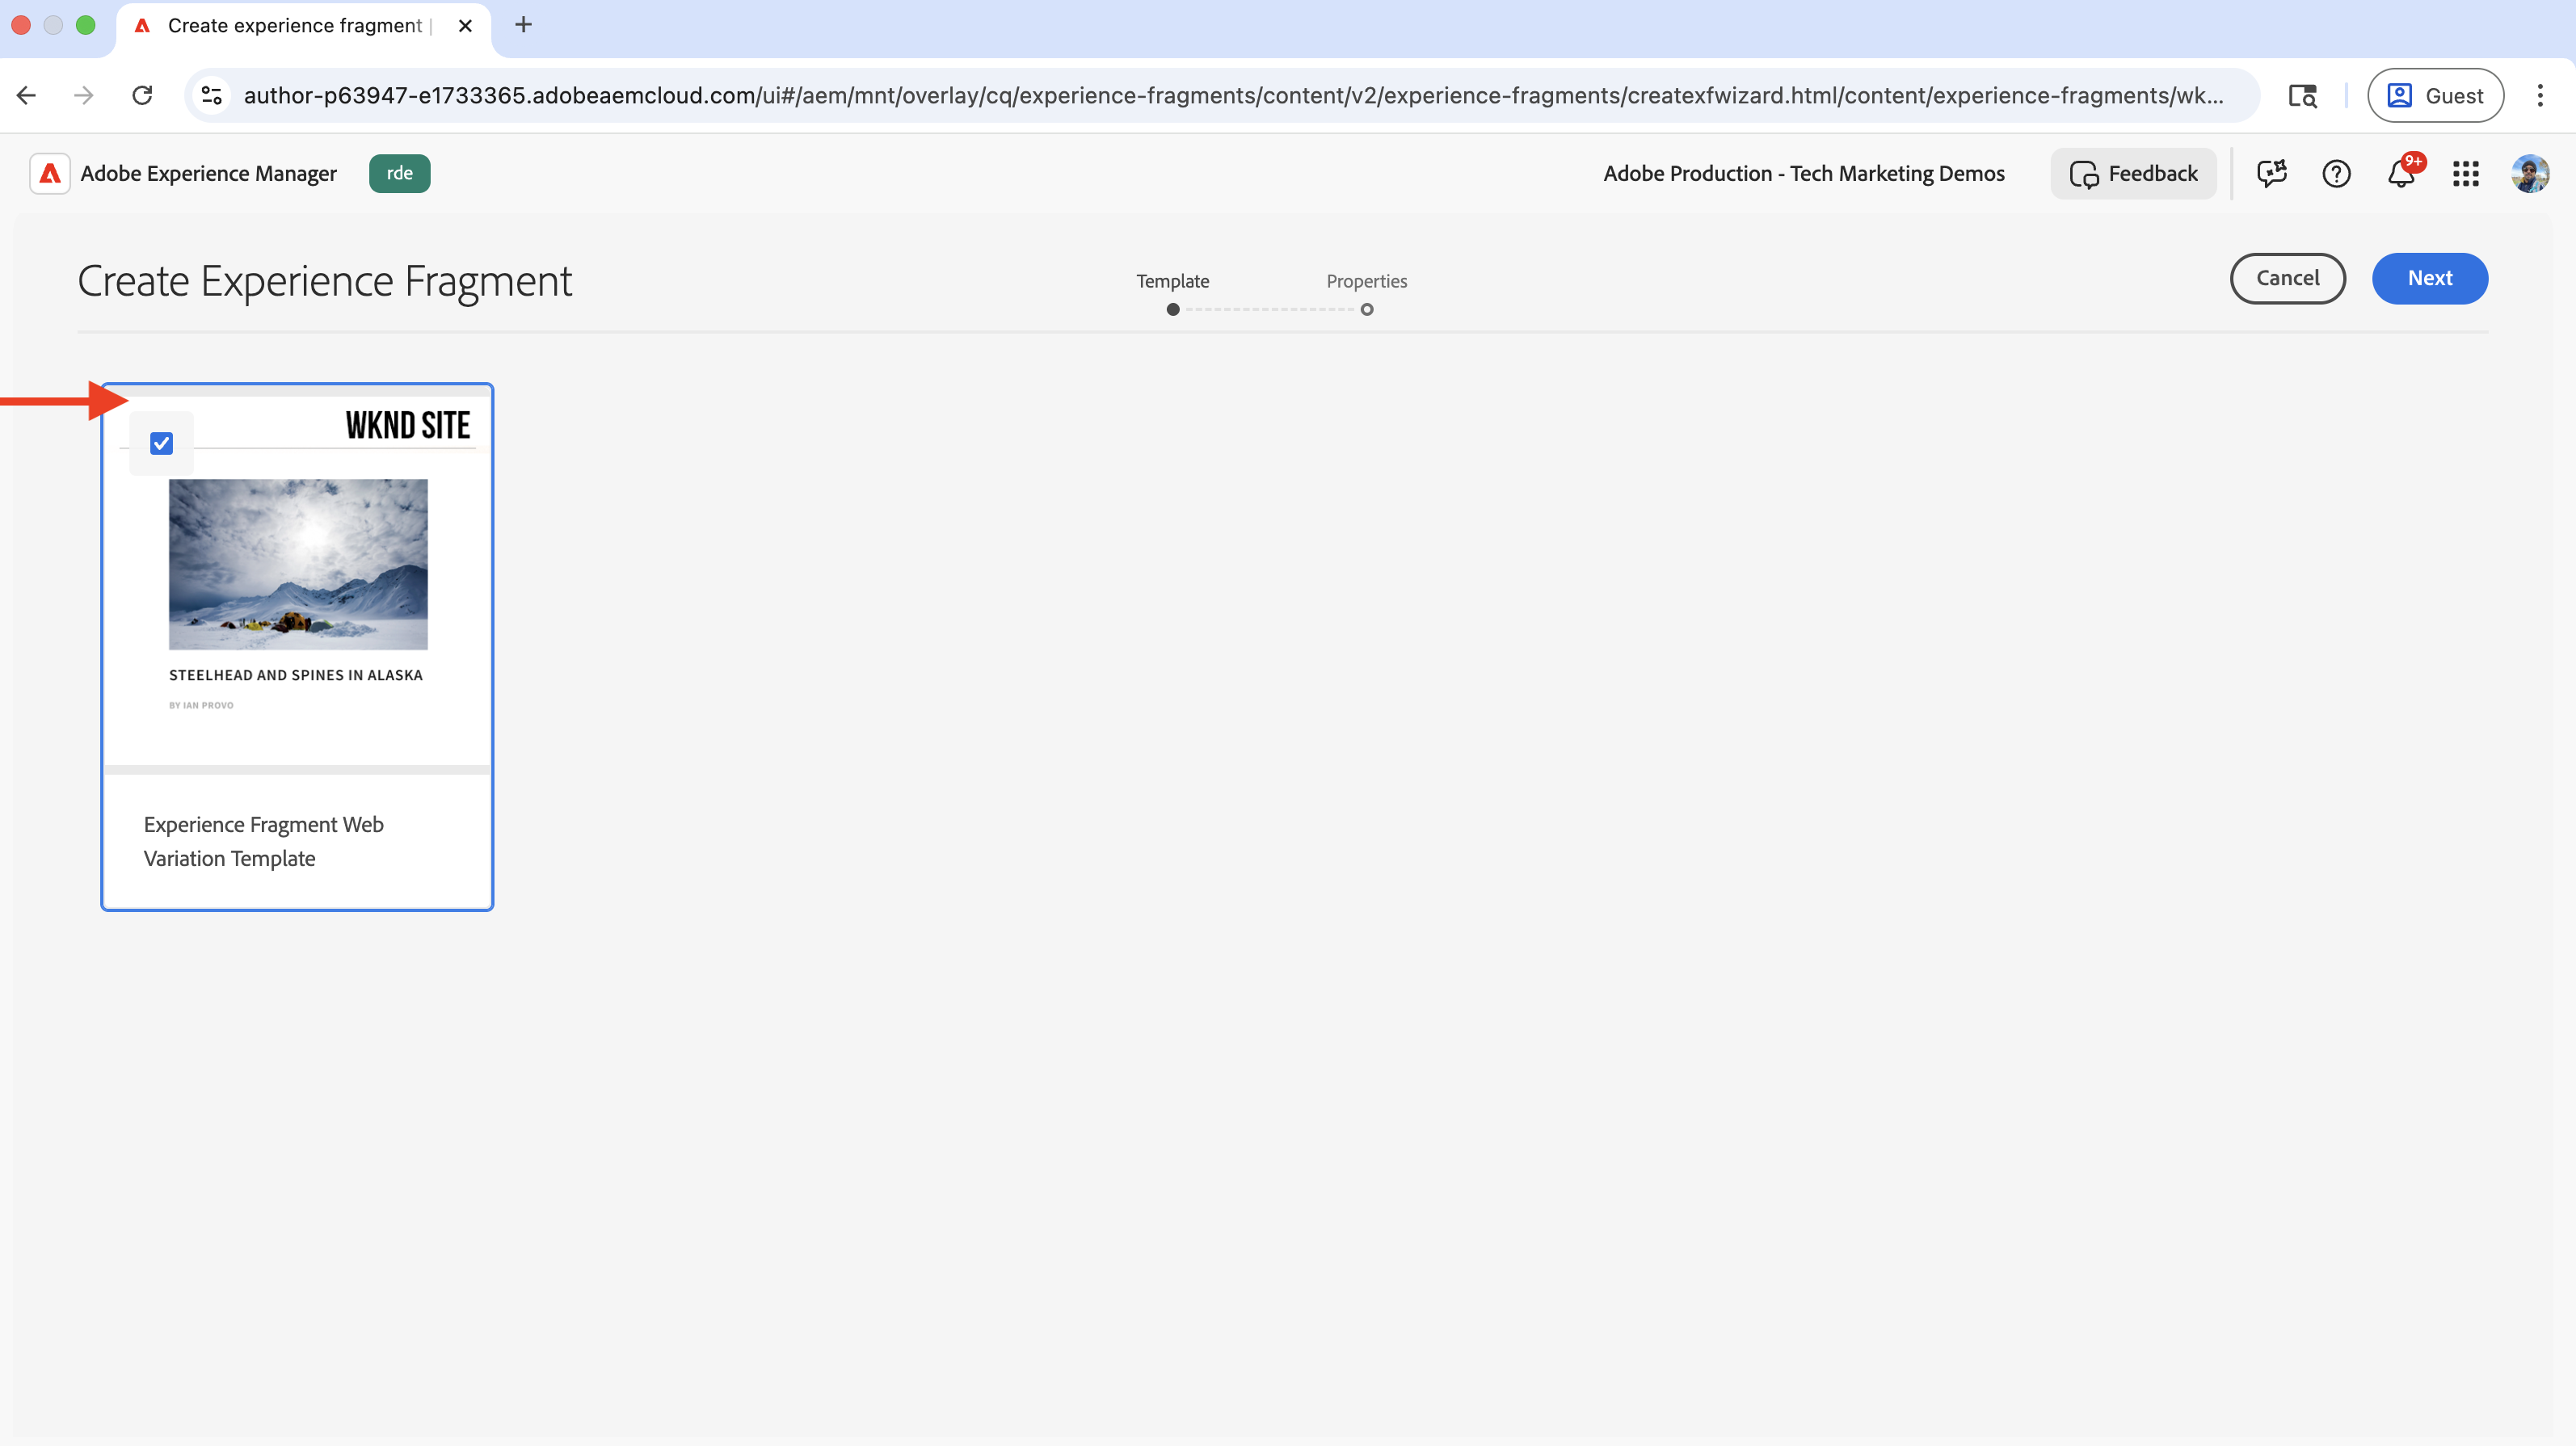 Create experience fragment |
author-p63947-e1733365.adobeaemcloud.com/ui#/aem/mnt/overlay/cq/experience-fragments/content/v2/experience-fragments/createxfwizard.html/content/experience-fragments/wk...
Guest
Adobe Experience Manager
rde
Adobe Production - Tech Marketing Demos
Feedback
9+
Create Experience Fragment
Template
Properties
Cancel
Next
WKND SITE
STEELHEAD AND SPINES IN ALASKA
BY IAN PROVO
Experience Fragment Web
Variation Template